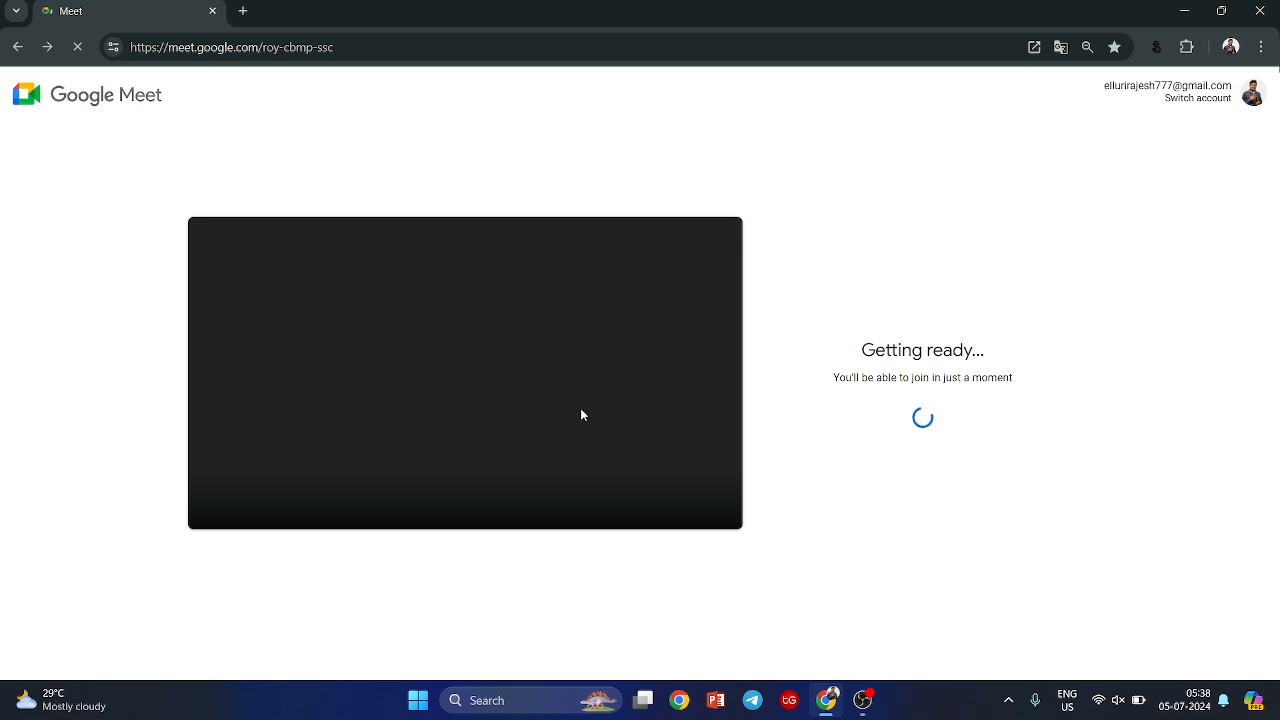 Meet
https://meet.google.com/roy-cbmp-ssc
Google Meet
ellurirajesh777@gmail.com
Switch account
Getting ready...
You'll be able to join in just a moment
29°C
Mostly cloudy
Search
ENG
US
05:38
05-07-2024